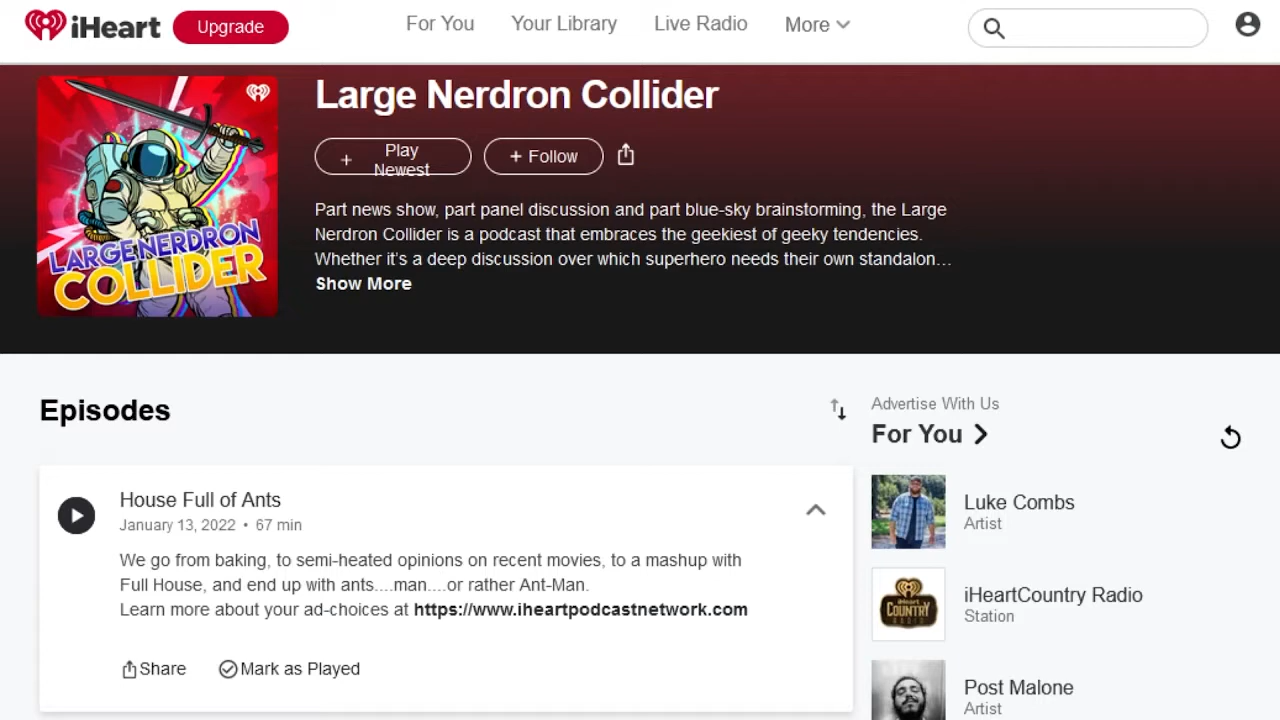 iHeart
Upgrade
For You
Your Library
Live Radio
More
Large Nerdron Collider
LARGE NERDRON
COLLIDER
Play
Newest
Follow
Part news show, part panel discussion and part blue-sky brainstorming, the Large
Nerdron Collider is a podcast that embraces the geekiest of geeky tendencies.
Whether it's a deep discussion over which superhero needs their own standalon...
Show More
Episodes
House Full of Ants
January 13, 2022 • 67 min
We go from baking, to semi-heated opinions on recent movies, to a mashup with
Full House, and end up with ants....man....or rather Ant-Man.
Learn more about your ad-choices at https://www.iheartpodcastnetwork.com
Share
Mark as Played
Advertise With Us
For You
Luke Combs
Artist
iHeart
COUNTRY
RADIO
iHeartCountry Radio
Station
Post Malone
Artist